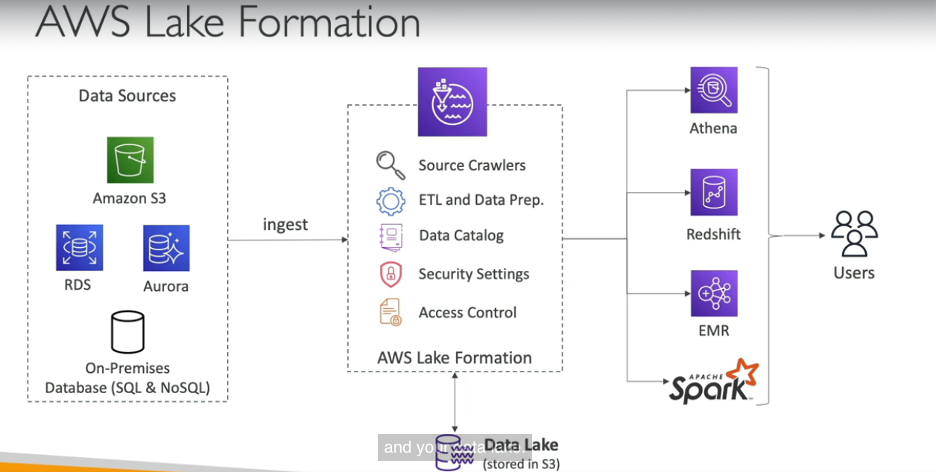 AWS Lake Formation
Data Sources
Amazon S3
RDS
Aurora
On-Premises
Database (SQL & NoSQL)
ingest
Source Crawlers
ETL and Data Prep.
Data Catalog
Security Settings
Access Control
AWS Lake Formation
and your
Data Lake
(stored in S3)
Athena
Redshift
EMR
APACHE
Spark
Users